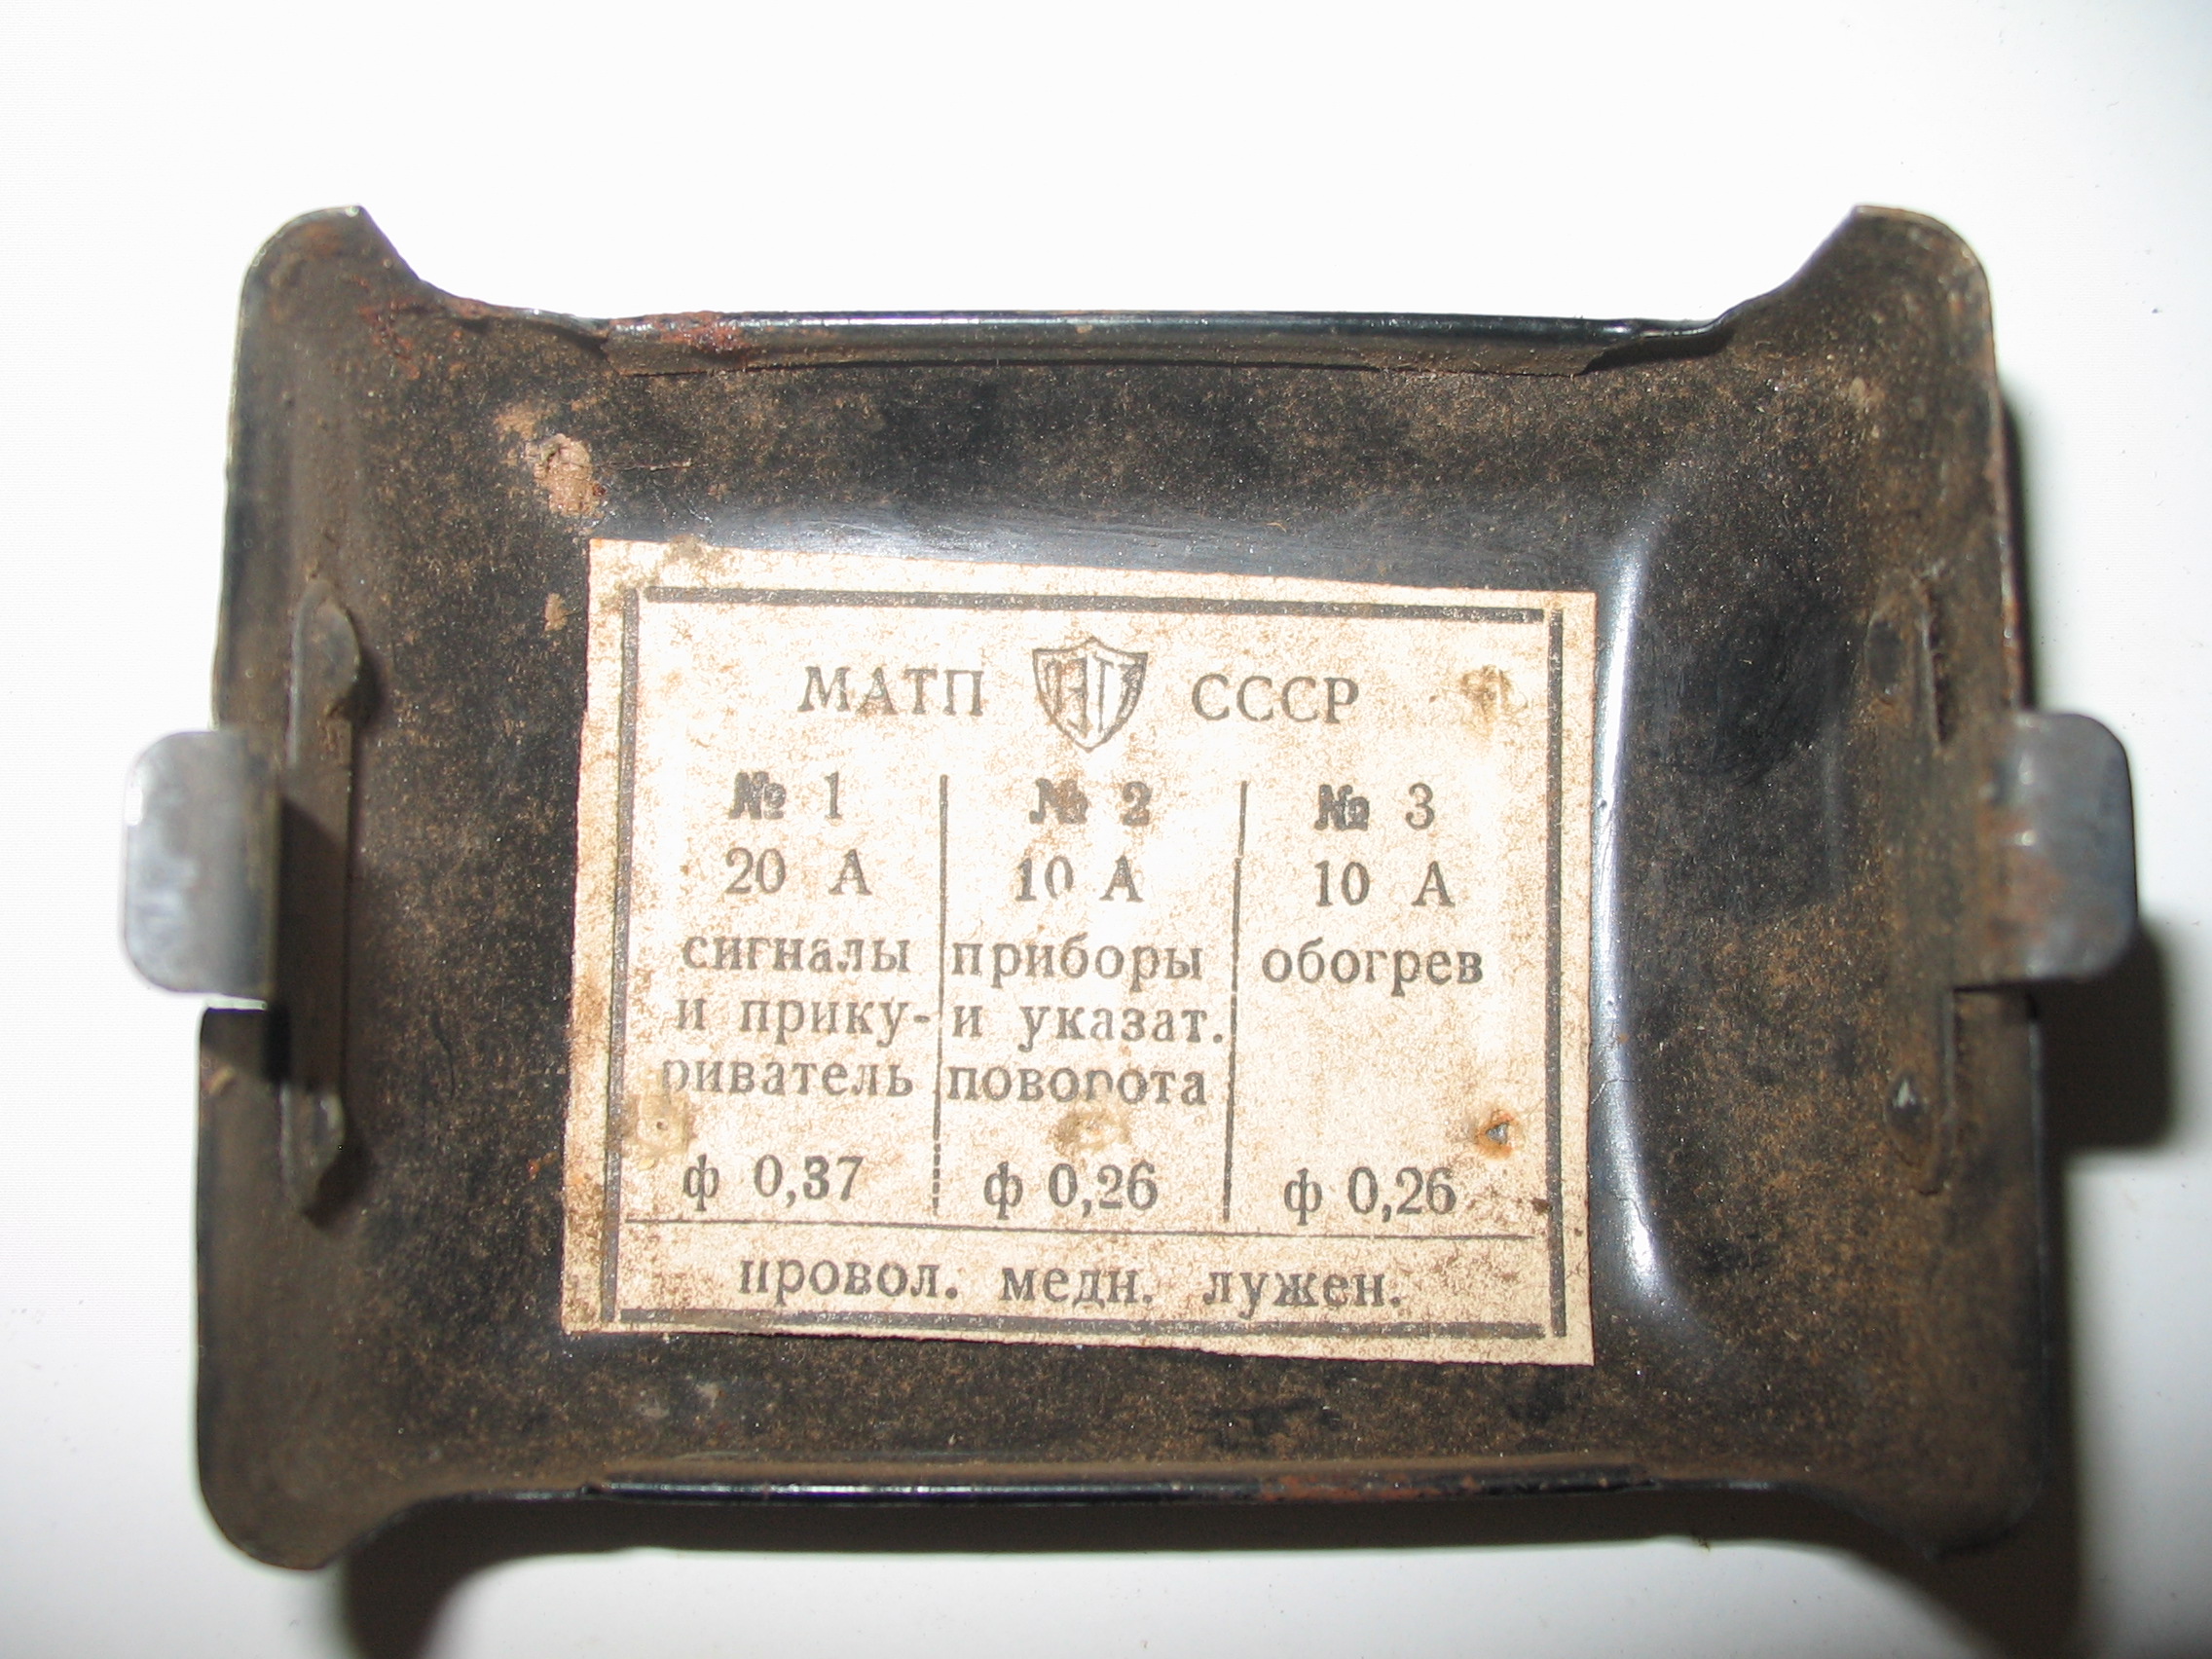 МАТП СССР
№ 1 № 2 № 3
20 А 10 А 10 А
сигналы приборы обогрев
и прику- и указат.
риватель поворота
ф 0,37 ф 0,26 ф 0,26
провол. медн. лужен.